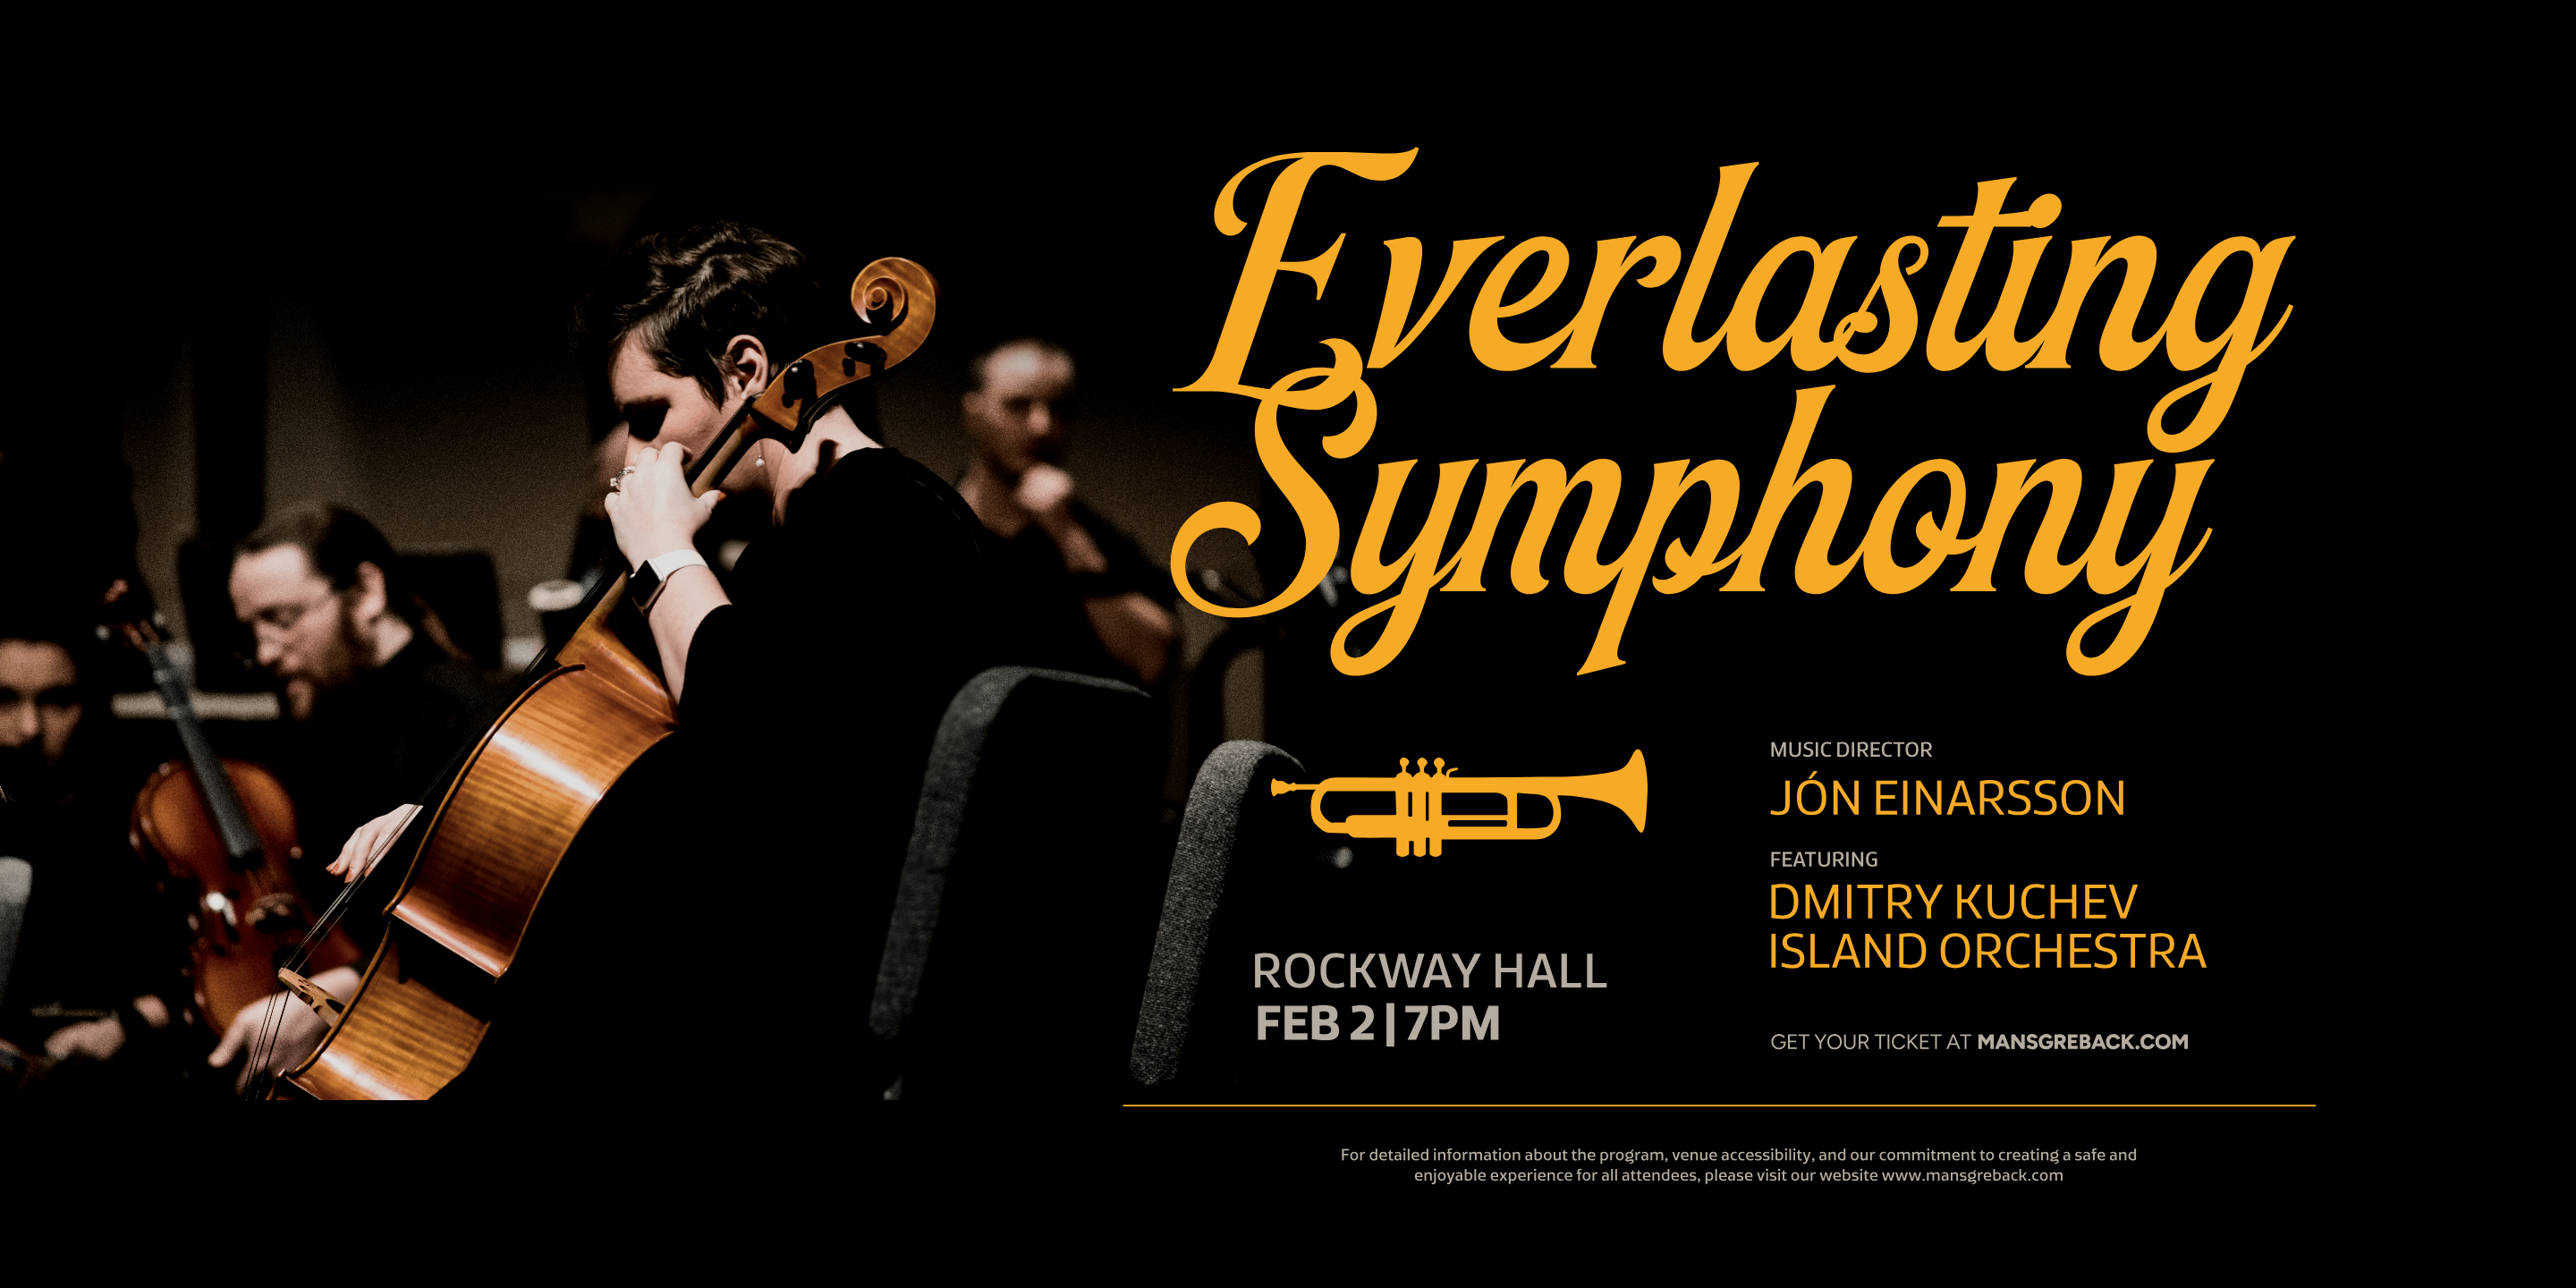 Everlasting
Symphony
MUSIC DIRECTOR
JÓN EINARSSON
FEATURING
DMITRY KUCHEV
ISLAND ORCHESTRA
ROCKWAY HALL
FEB 2 | 7PM
GET YOUR TICKET AT MANSGREBACK.COM
For detailed information about the program, venue accessibility, and our commitment to creating a safe and
enjoyable experience for all attendees, please visit our website www.mansgreback.com